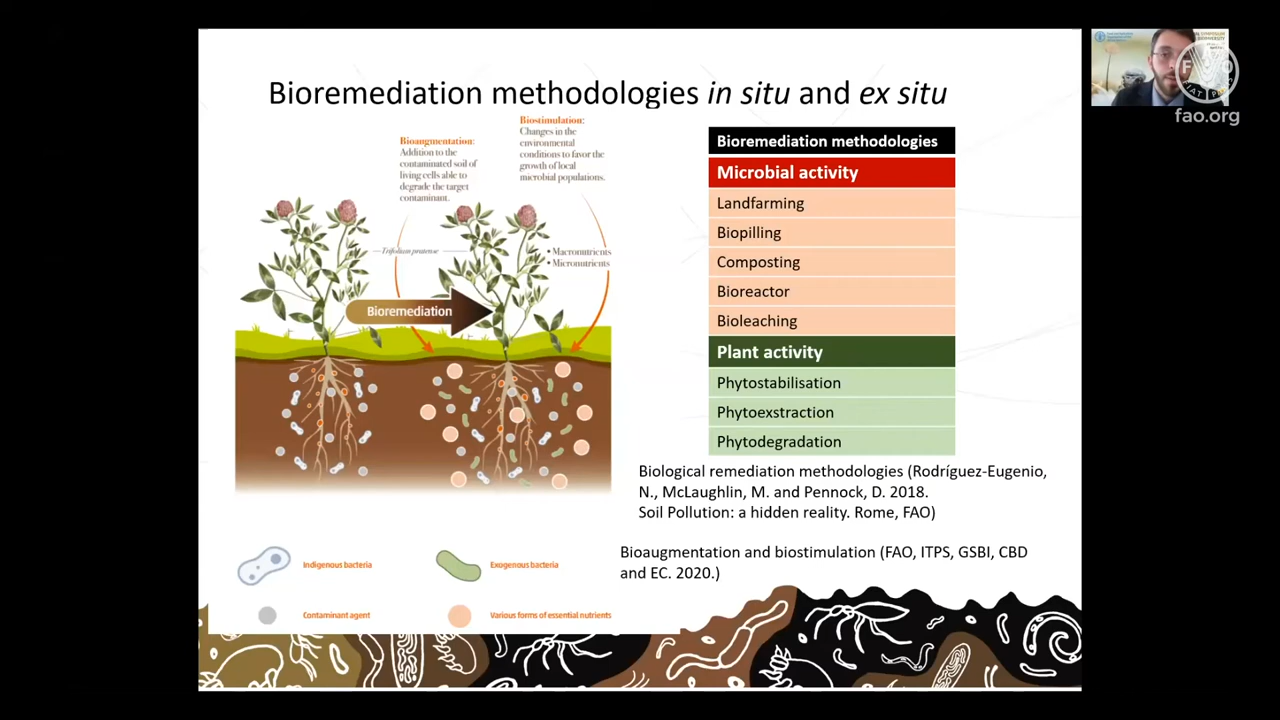 Bioremediation methodologies in situ and ex situ
Bioaugmentation:
Addition to the
contaminated soil of
living cells able to
degrade the target
contaminant.
Biostimulation:
Changes in the
environmental
conditions to favor the
growth of local
microbial populations.
Trifolium pratense
• Macronutrients
• Micronutrients
Bioremediation
Indigenous bacteria
Exogenous bacteria
Contaminant agent
Various forms of essential nutrients
Bioremediation methodologies
Microbial activity
Landfarming
Biopilling
Composting
Bioreactor
Bioleaching
Plant activity
Phytostabilisation
Phytoexstraction
Phytodegradation
Biological remediation methodologies (Rodríguez-Eugenio,
N., McLaughlin, M. and Pennock, D. 2018.
Soil Pollution: a hidden reality. Rome, FAO)
Bioaugmentation and biostimulation (FAO, ITPS, GSBI, CBD
and EC. 2020.)
fao.org